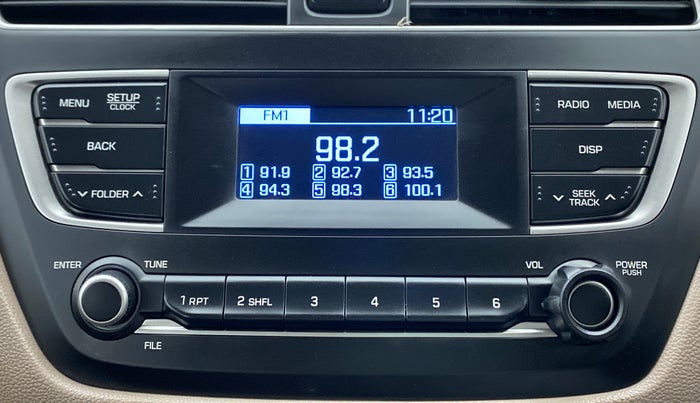 FM1 11:20
98.2
1 91.9 2 92.7 3 93.5
4 94.3 5 98.3 6 100.1
MENU SETUP CLOCK
BACK
FOLDER
RADIO MEDIA
DISP
SEEK TRACK
ENTER TUNE
FILE
1 RPT 2 SHFL 3 4 5 6
VOL POWER PUSH